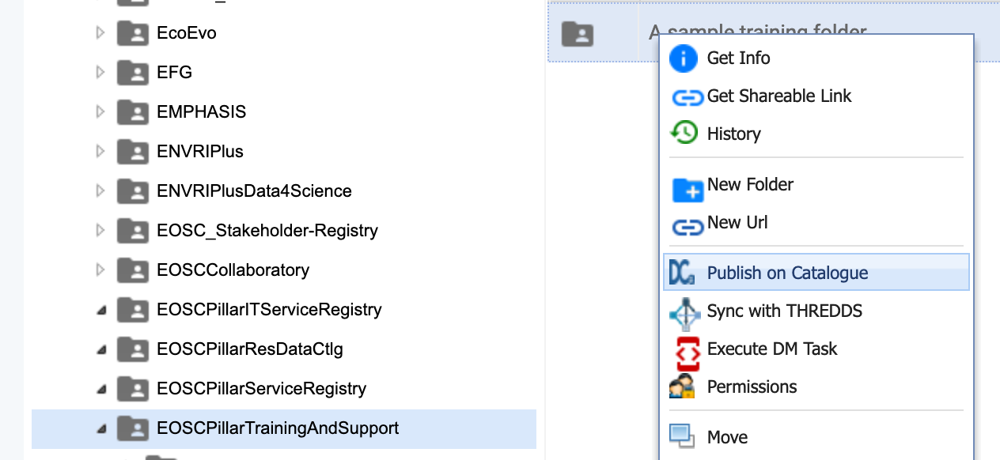 EcoEvo
EFG
EMPHASIS
ENVRIPlus
ENVRIPlusData4Science
EOSC_Stakeholder-Registry
EOSCCollaboratory
EOSCPillarITServiceRegistry
EOSCPillarResDataCtlg
EOSCPillarServiceRegistry
EOSCPillarTrainingAndSupport
A sample training folder
Get Info
Get Shareable Link
History
New Folder
New Url
Publish on Catalogue
Sync with THREDDS
Execute DM Task
Permissions
Move